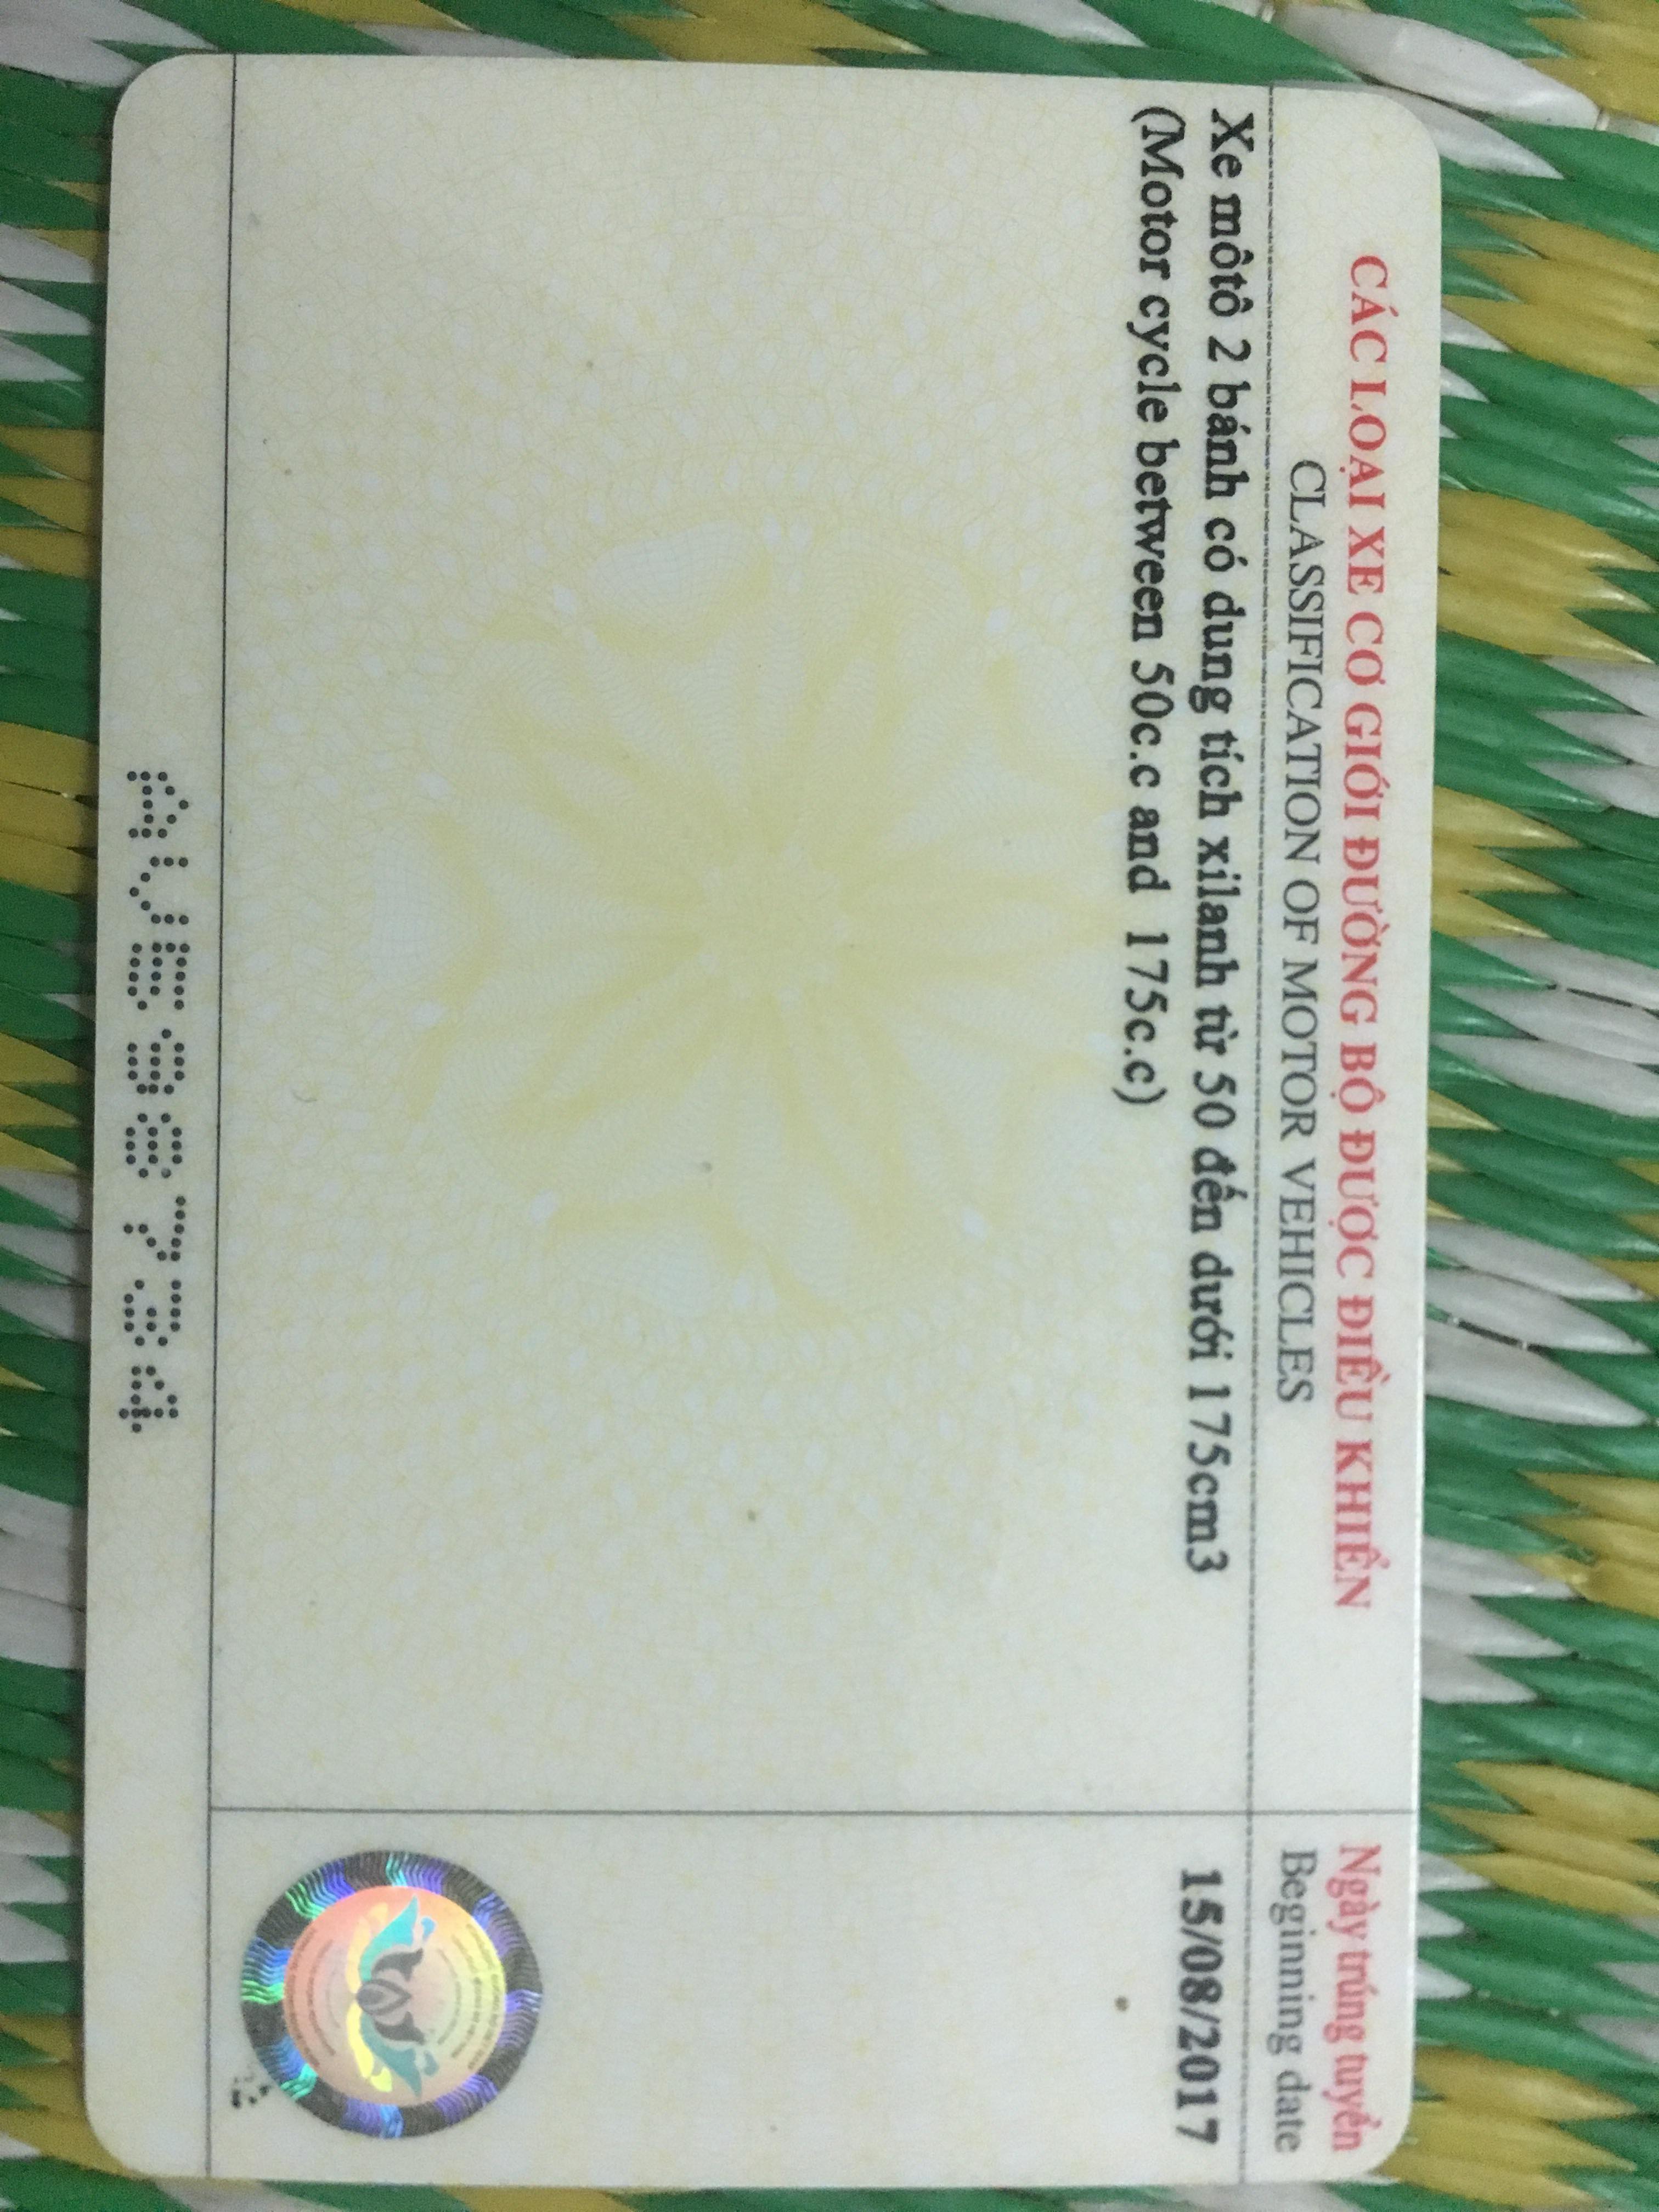 CÁC LOẠI XE CƠ GIỚI ĐƯỜNG BỘ ĐƯỢC ĐIỀU KHIỂN
CLASSIFICATION OF MOTOR VEHICLES
Ngày trúng tuyển
Beginning date
Xe môtô 2 bánh có dung tích xilanh từ 50 đến dưới 175cm3
(Motor cycle between 50c.c and 175c.c)
15/08/2017
AV598734